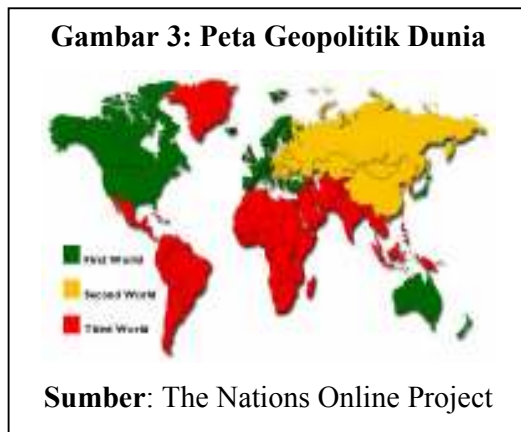 Gambar 3: Peta Geopolitik Dunia
First World
Second World
Third World
Sumber: The Nations Online Project